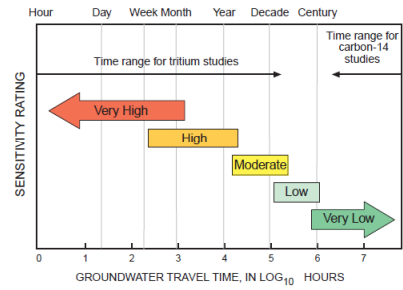 Hour Day Week Month Year Decade Century
Time range for tritium studies
Time range for
carbon-14
studies
SENSITIVITY RATING
Very High
High
Moderate
Low
Very Low
0 1 2 3 4 5 6 7
GROUNDWATER TRAVEL TIME, IN LOG10 HOURS